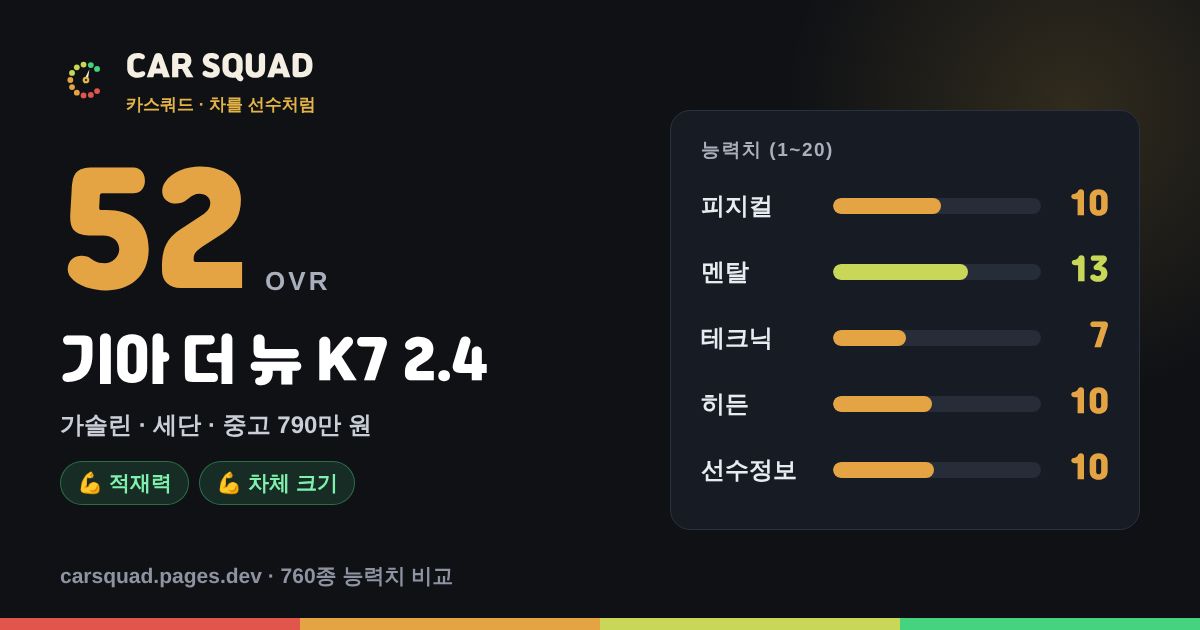 CAR SQUAD
카스쿼드 · 차를 선수처럼
52 OVR
기아 더 뉴 K7 2.4
가솔린 · 세단 · 중고 790만 원
💪 적재력 💪 차체 크기
carsquad.pages.dev · 760종 능력치 비교
능력치 (1~20)
피지컬 10
멘탈 13
테크닉 7
히든 10
선수정보 10